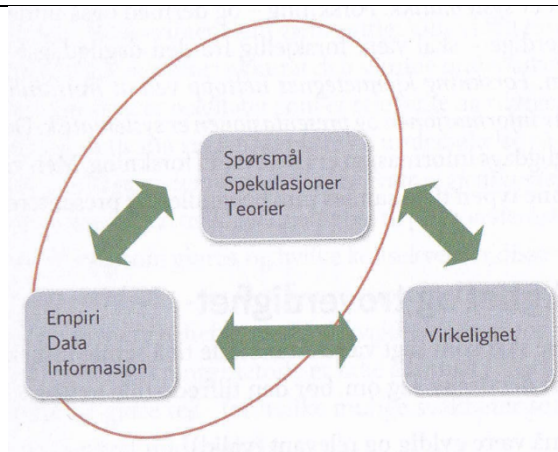 Spørsmål
Spekulasjoner
Teorier
Empiri
Data
Informasjon
Virkelighet